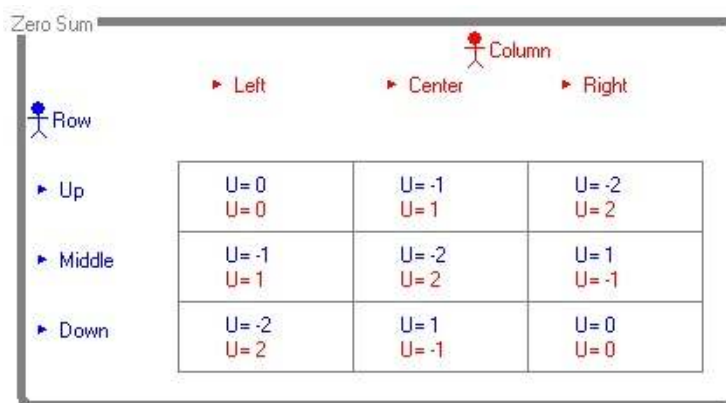 Zero Sum
Column
Left Center Right
Row
Up
U= 0 U= -1 U= -2
U= 0 U= 1 U= 2
Middle
U= -1 U= -2 U= 1
U= 1 U= 2 U= -1
Down
U= -2 U= 1 U= 0
U= 2 U= -1 U= 0